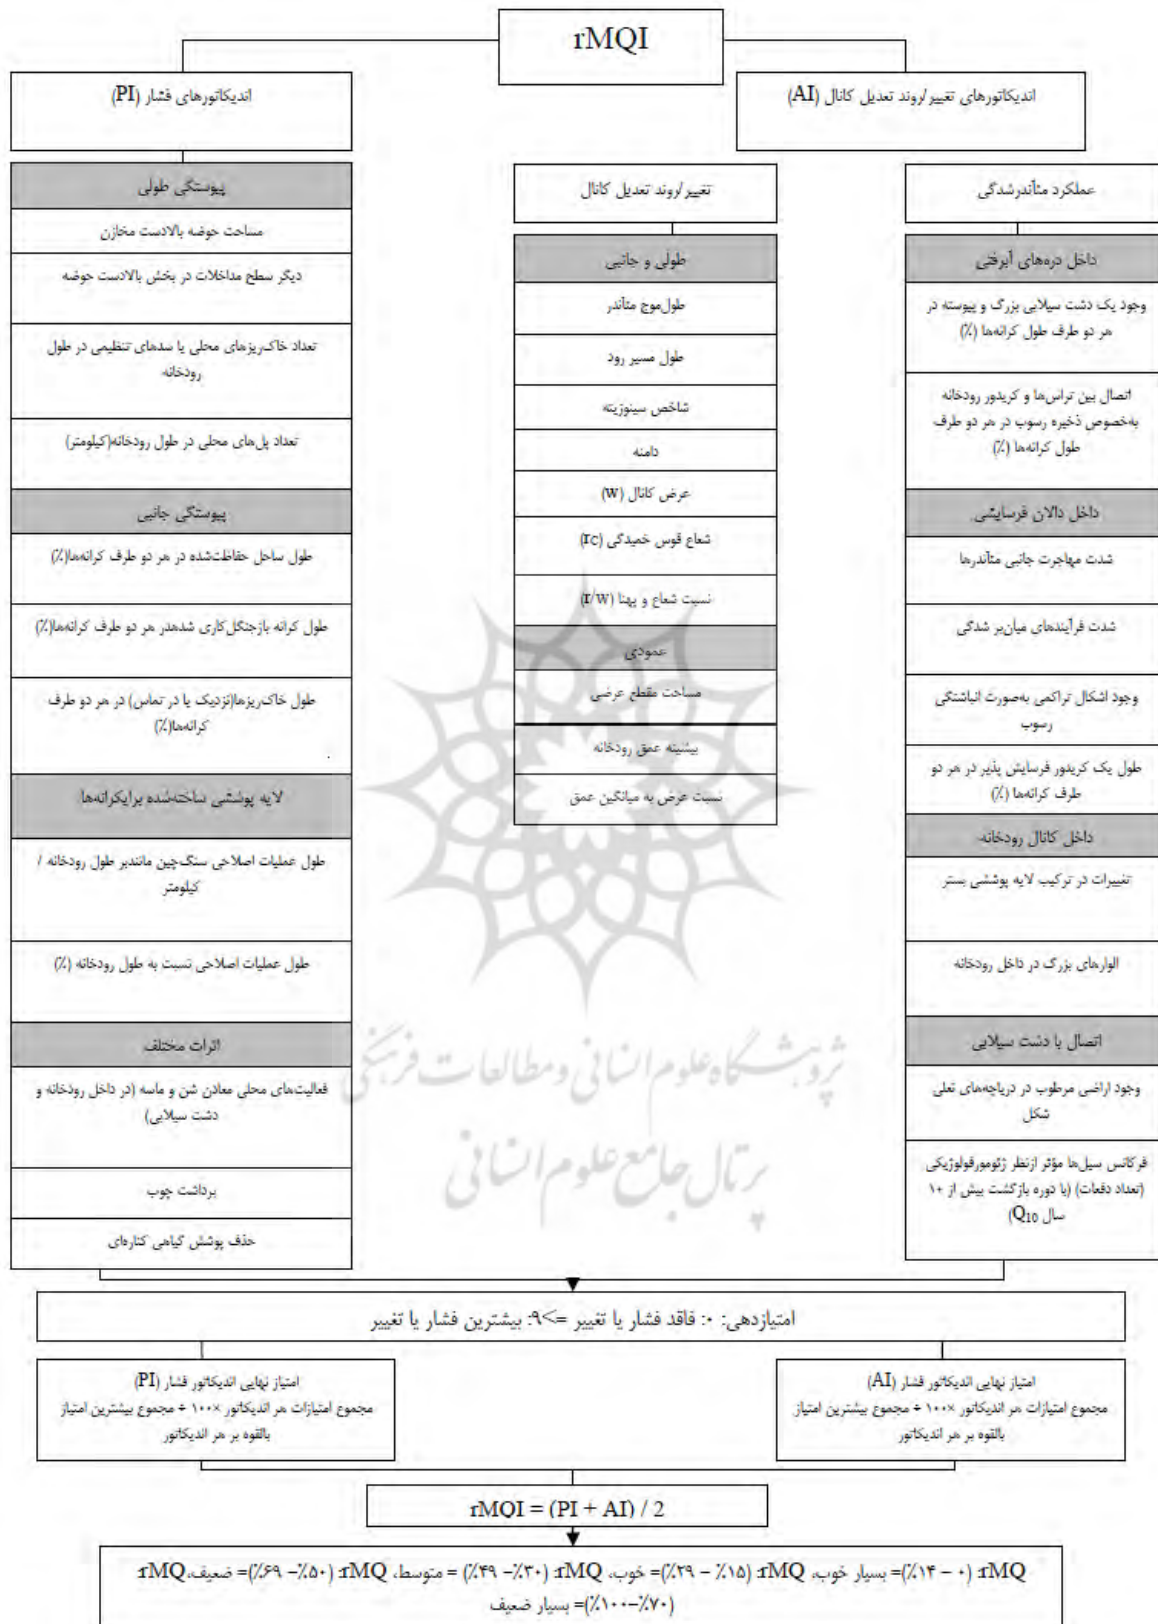 rMQI
اندیکاتورهای تغییر/روند تعدیل کانال (AI)
اندیکاتورهای فشار (PI)
عملکرد مئآندرشدگی
داخل دره‌های آبرفتی
وجود یک دشت سیلابی بزرگ و پیوسته در
هر دو طرف طول کرانه‌ها (٪)
اتصال بین تراس‌ها و کریدور رودخانه
به‌خصوص ذخیره رسوب در هر دو طرف
طول کرانه‌ها (٪)
داخل دالان فرسایشی
شدت مهاجرت جانبی مئآندرها
شدت فرآیندهای میان‌بر شدگی
وجود اشکال تراکمی به‌صورت انباشتگی
رسوب
طول یک کریدور فرسایش پذیر در هر دو
طرف کرانه‌ها (٪)
داخل کانال رودخانه
تغییرات در ترکیب لایه پوششی بستر
الوارهای بزرگ در داخل رودخانه
اتصال با دشت سیلابی
وجود اراضی مرطوب در دریاچه‌های نعلی
شکل
فرکانس سیل‌ها مؤثر ازنظر ژئومورفولوژیکی
(تعداد دفعات) (با دوره بازگشت بیش از ۱۰
سال Q10)
تغییر/روند تعدیل کانال
طولی و جانبی
طول‌موج مئآندر
طول مسیر رود
شاخص سینوزیته
دامنه
عرض کانال (w)
شعاع قوس خمیدگی (rc)
نسبت شعاع و پهنا (r/w)
عمودی
مساحت مقطع عرضی
بیشینه عمق رودخانه
نسبت عرض به میانگین عمق
پیوستگی طولی
مساحت حوضه بالادست مخازن
دیگر سطح مداخلات در بخش بالادست حوضه
تعداد خاک‌ریزهای محلی یا سدهای تنظیمی در طول
رودخانه
تعداد پل‌های محلی در طول رودخانه(کیلومتر)
پیوستگی جانبی
طول ساحل حفاظت‌شده در هر دو طرف کرانه‌ها(٪)
طول کرانه بازجنگل‌کاری شده‌در هر دو طرف کرانه‌ها(٪)
طول خاک‌ریزها(نزدیک یا در تماس) در هر دو طرف
کرانه‌ها(٪)
لایه پوششی ساخته‌شده برایکرانه‌ها
طول عملیات اصلاحی سنگ‌چین ماننددر طول رودخانه /
کیلومتر
طول عملیات اصلاحی نسبت به طول رودخانه (٪)
اثرات مختلف
فعالیت‌های محلی معادن شن و ماسه (در داخل رودخانه و
دشت سیلابی)
برداشت چوب
حذف پوشش گیاهی کناره‌ای
پژوهشگاه علوم انسانی و مطالعات فرهنگی
پرتال جامع علوم انسانی
امتیازدهی: ۰: فاقد فشار یا تغییر =>۹: بیشترین فشار یا تغییر
امتیاز نهایی اندیکاتور فشار (AI)
مجموع امتیازات هر اندیکاتور ×۱۰۰ ÷ مجموع بیشترین امتیاز
بالقوه بر هر اندیکاتور
امتیاز نهایی اندیکاتور فشار (PI)
مجموع امتیازات هر اندیکاتور ×۱۰۰ ÷ مجموع بیشترین امتیاز
بالقوه بر هر اندیکاتور
rMQI = (PI + AI) / 2
rMQ: (۰ – ۱۴٪)= بسیار خوب، rMQ: (۱۵٪ – ۲۹٪)= خوب، rMQ: (۳۰٪– ۴۹٪) = متوسط، rMQ: (۵۰٪– ۶۹٪)= ضعیف،rMQ:
(۷۰٪–۱۰۰٪)= بسیار ضعیف